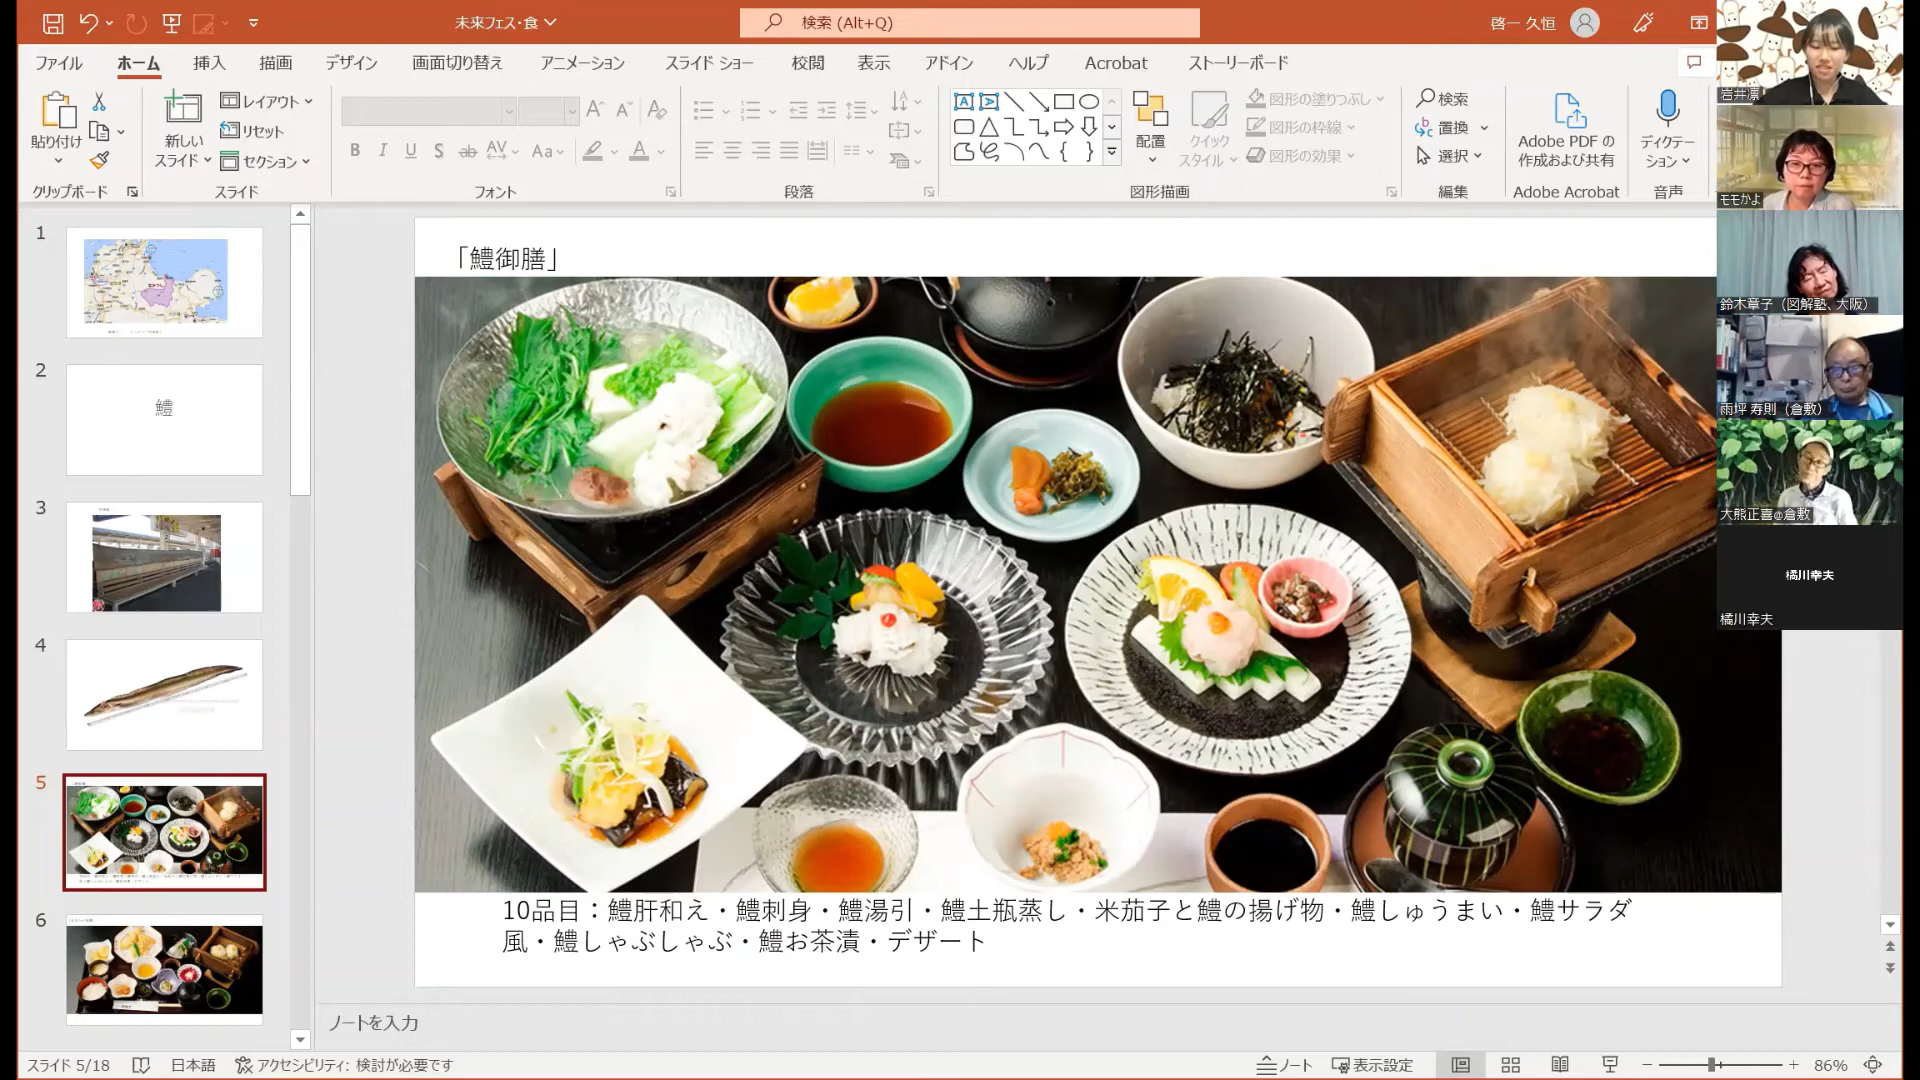 未来フェス・食
検索 (Alt+Q)
啓一 久恒
ファイル ホーム 挿入 描画 デザイン 画面切り替え アニメーション スライド ショー 校閲 表示 アドイン ヘルプ Acrobat ストーリーボード
貼り付け
クリップボード
新しい
スライド
レイアウト
リセット
セクション
スライド
フォント
段落
配置
クイック
スタイル
図形の塗りつぶし
図形の枠線
図形の効果
図形描画
検索
置換
選択
編集
Adobe PDF の
作成および共有
Adobe Acrobat
ディクテー
ション
音声
1
2
鱧
3
4
5
6
「鱧御膳」
10品目：鱧肝和え・鱧刺身・鱧湯引・鱧土瓶蒸し・米茄子と鱧の揚げ物・鱧しゅうまい・鱧サラダ
風・鱧しゃぶしゃぶ・鱧お茶漬・デザート
岩井凛
モモかよ
鈴木章子（図解塾、大阪）
雨坪 寿則（倉敷）
大熊正喜@倉敷
橘川幸夫
橘川幸夫
ノートを入力
スライド 5/18 日本語 アクセシビリティ: 検討が必要です ノート 表示設定 86%